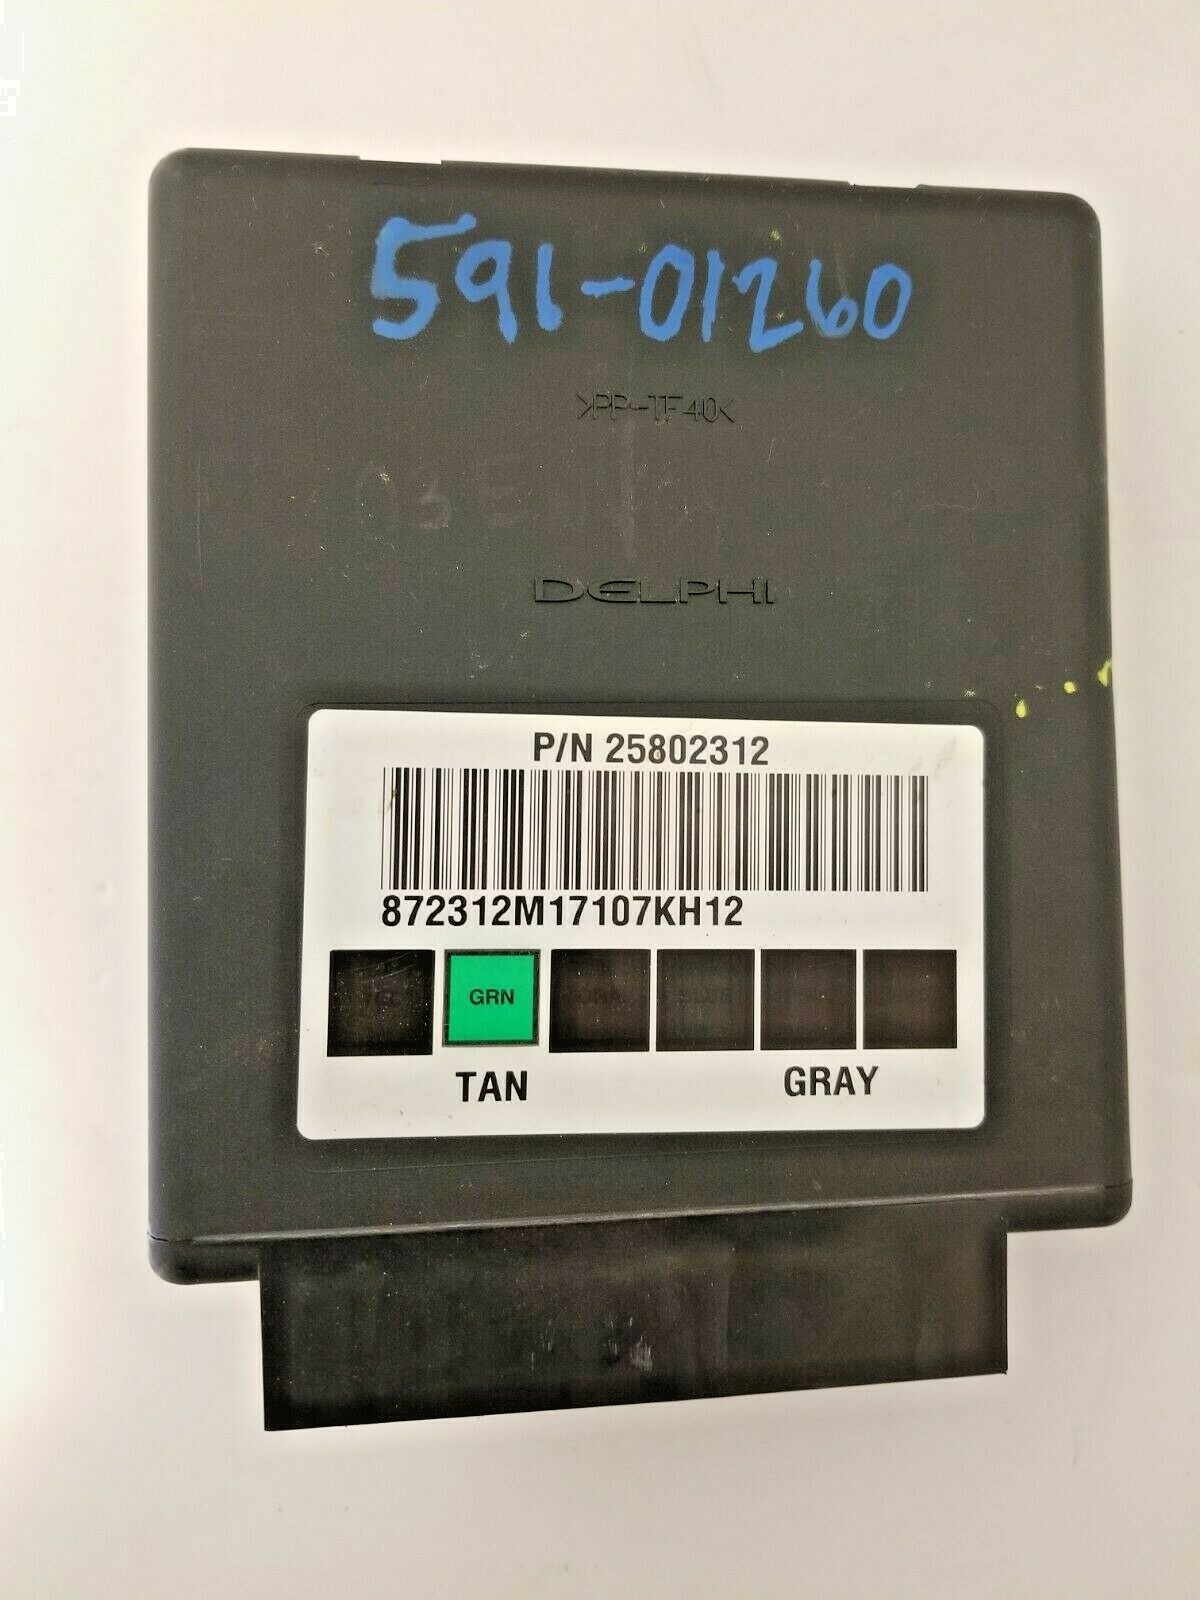 591-01260
>PP-TF40<
DELPHI
P/N 25802312
872312M17107KH12
GRN
TAN GRAY